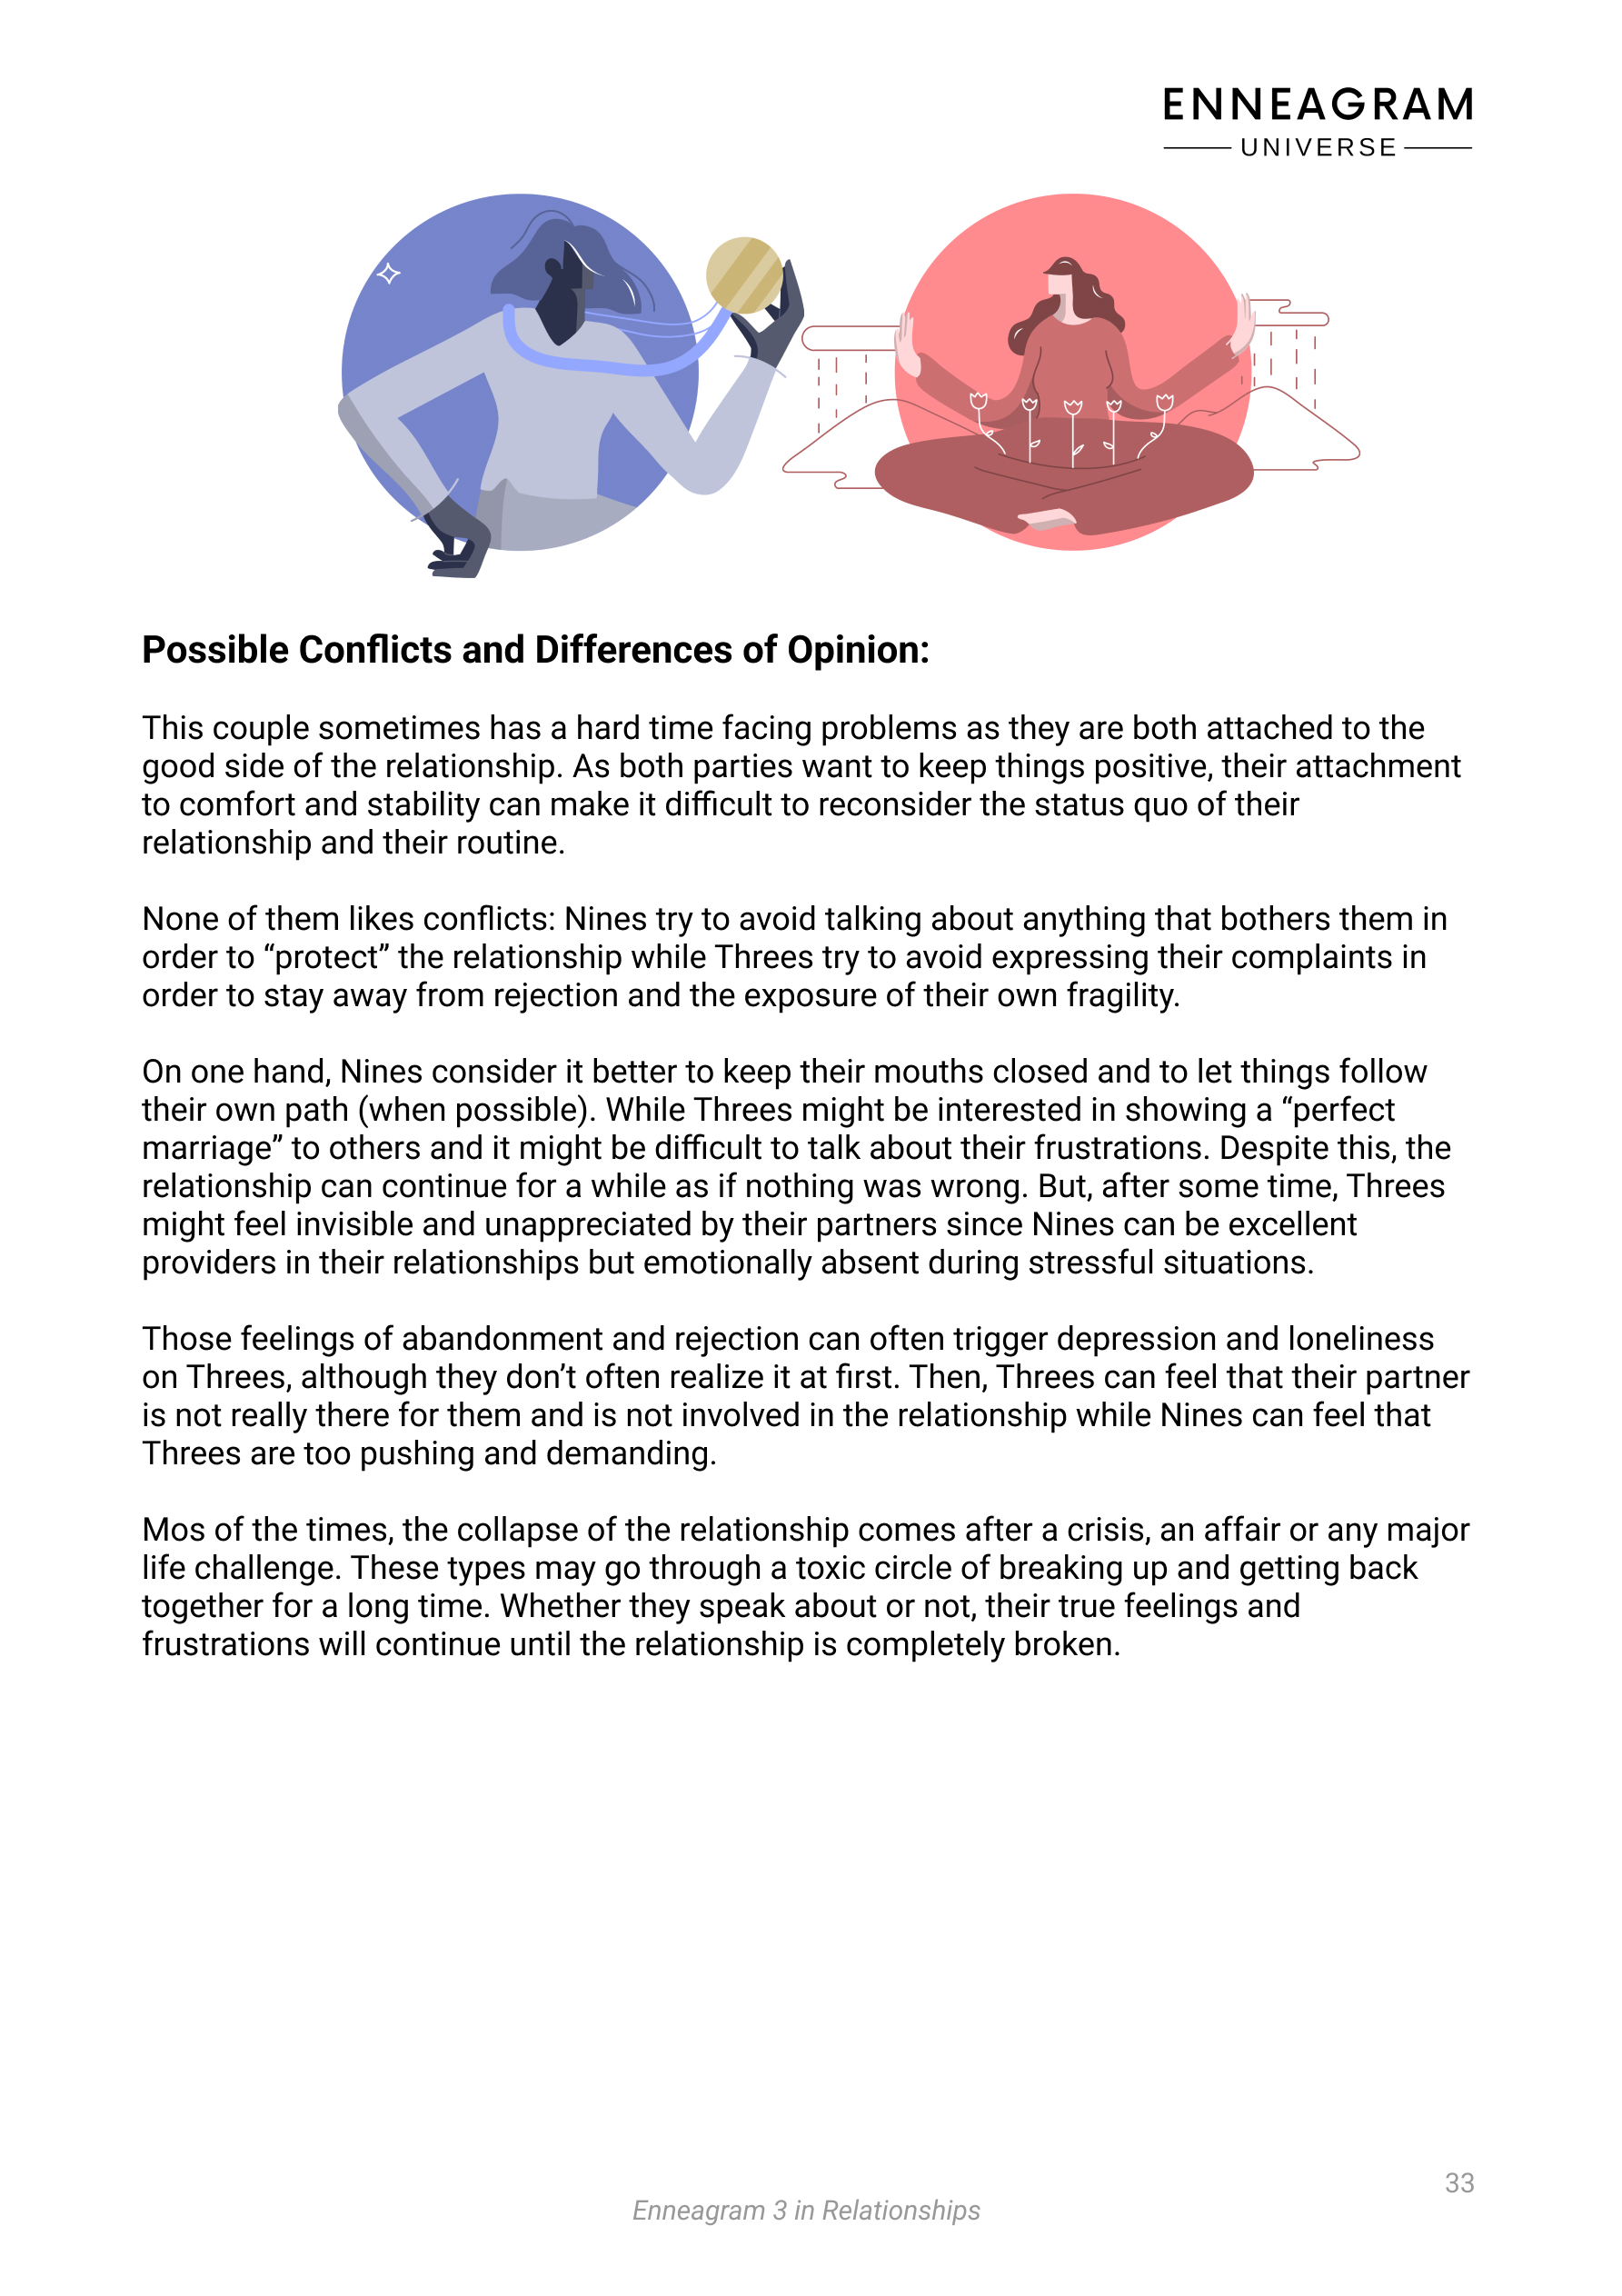 ENNEAGRAM
UNIVERSE
Possible Conflicts and Differences of Opinion:
This couple sometimes has a hard time facing problems as they are both attached to the
good side of the relationship. As both parties want to keep things positive, their attachment
to comfort and stability can make it difficult to reconsider the status quo of their
relationship and their routine.
None of them likes conflicts: Nines try to avoid talking about anything that bothers them in
order to “protect” the relationship while Threes try to avoid expressing their complaints in
order to stay away from rejection and the exposure of their own fragility.
On one hand, Nines consider it better to keep their mouths closed and to let things follow
their own path (when possible). While Threes might be interested in showing a “perfect
marriage” to others and it might be difficult to talk about their frustrations. Despite this, the
relationship can continue for a while as if nothing was wrong. But, after some time, Threes
might feel invisible and unappreciated by their partners since Nines can be excellent
providers in their relationships but emotionally absent during stressful situations.
Those feelings of abandonment and rejection can often trigger depression and loneliness
on Threes, although they don’t often realize it at first. Then, Threes can feel that their partner
is not really there for them and is not involved in the relationship while Nines can feel that
Threes are too pushing and demanding.
Mos of the times, the collapse of the relationship comes after a crisis, an affair or any major
life challenge. These types may go through a toxic circle of breaking up and getting back
together for a long time. Whether they speak about or not, their true feelings and
frustrations will continue until the relationship is completely broken.
33
Enneagram 3 in Relationships